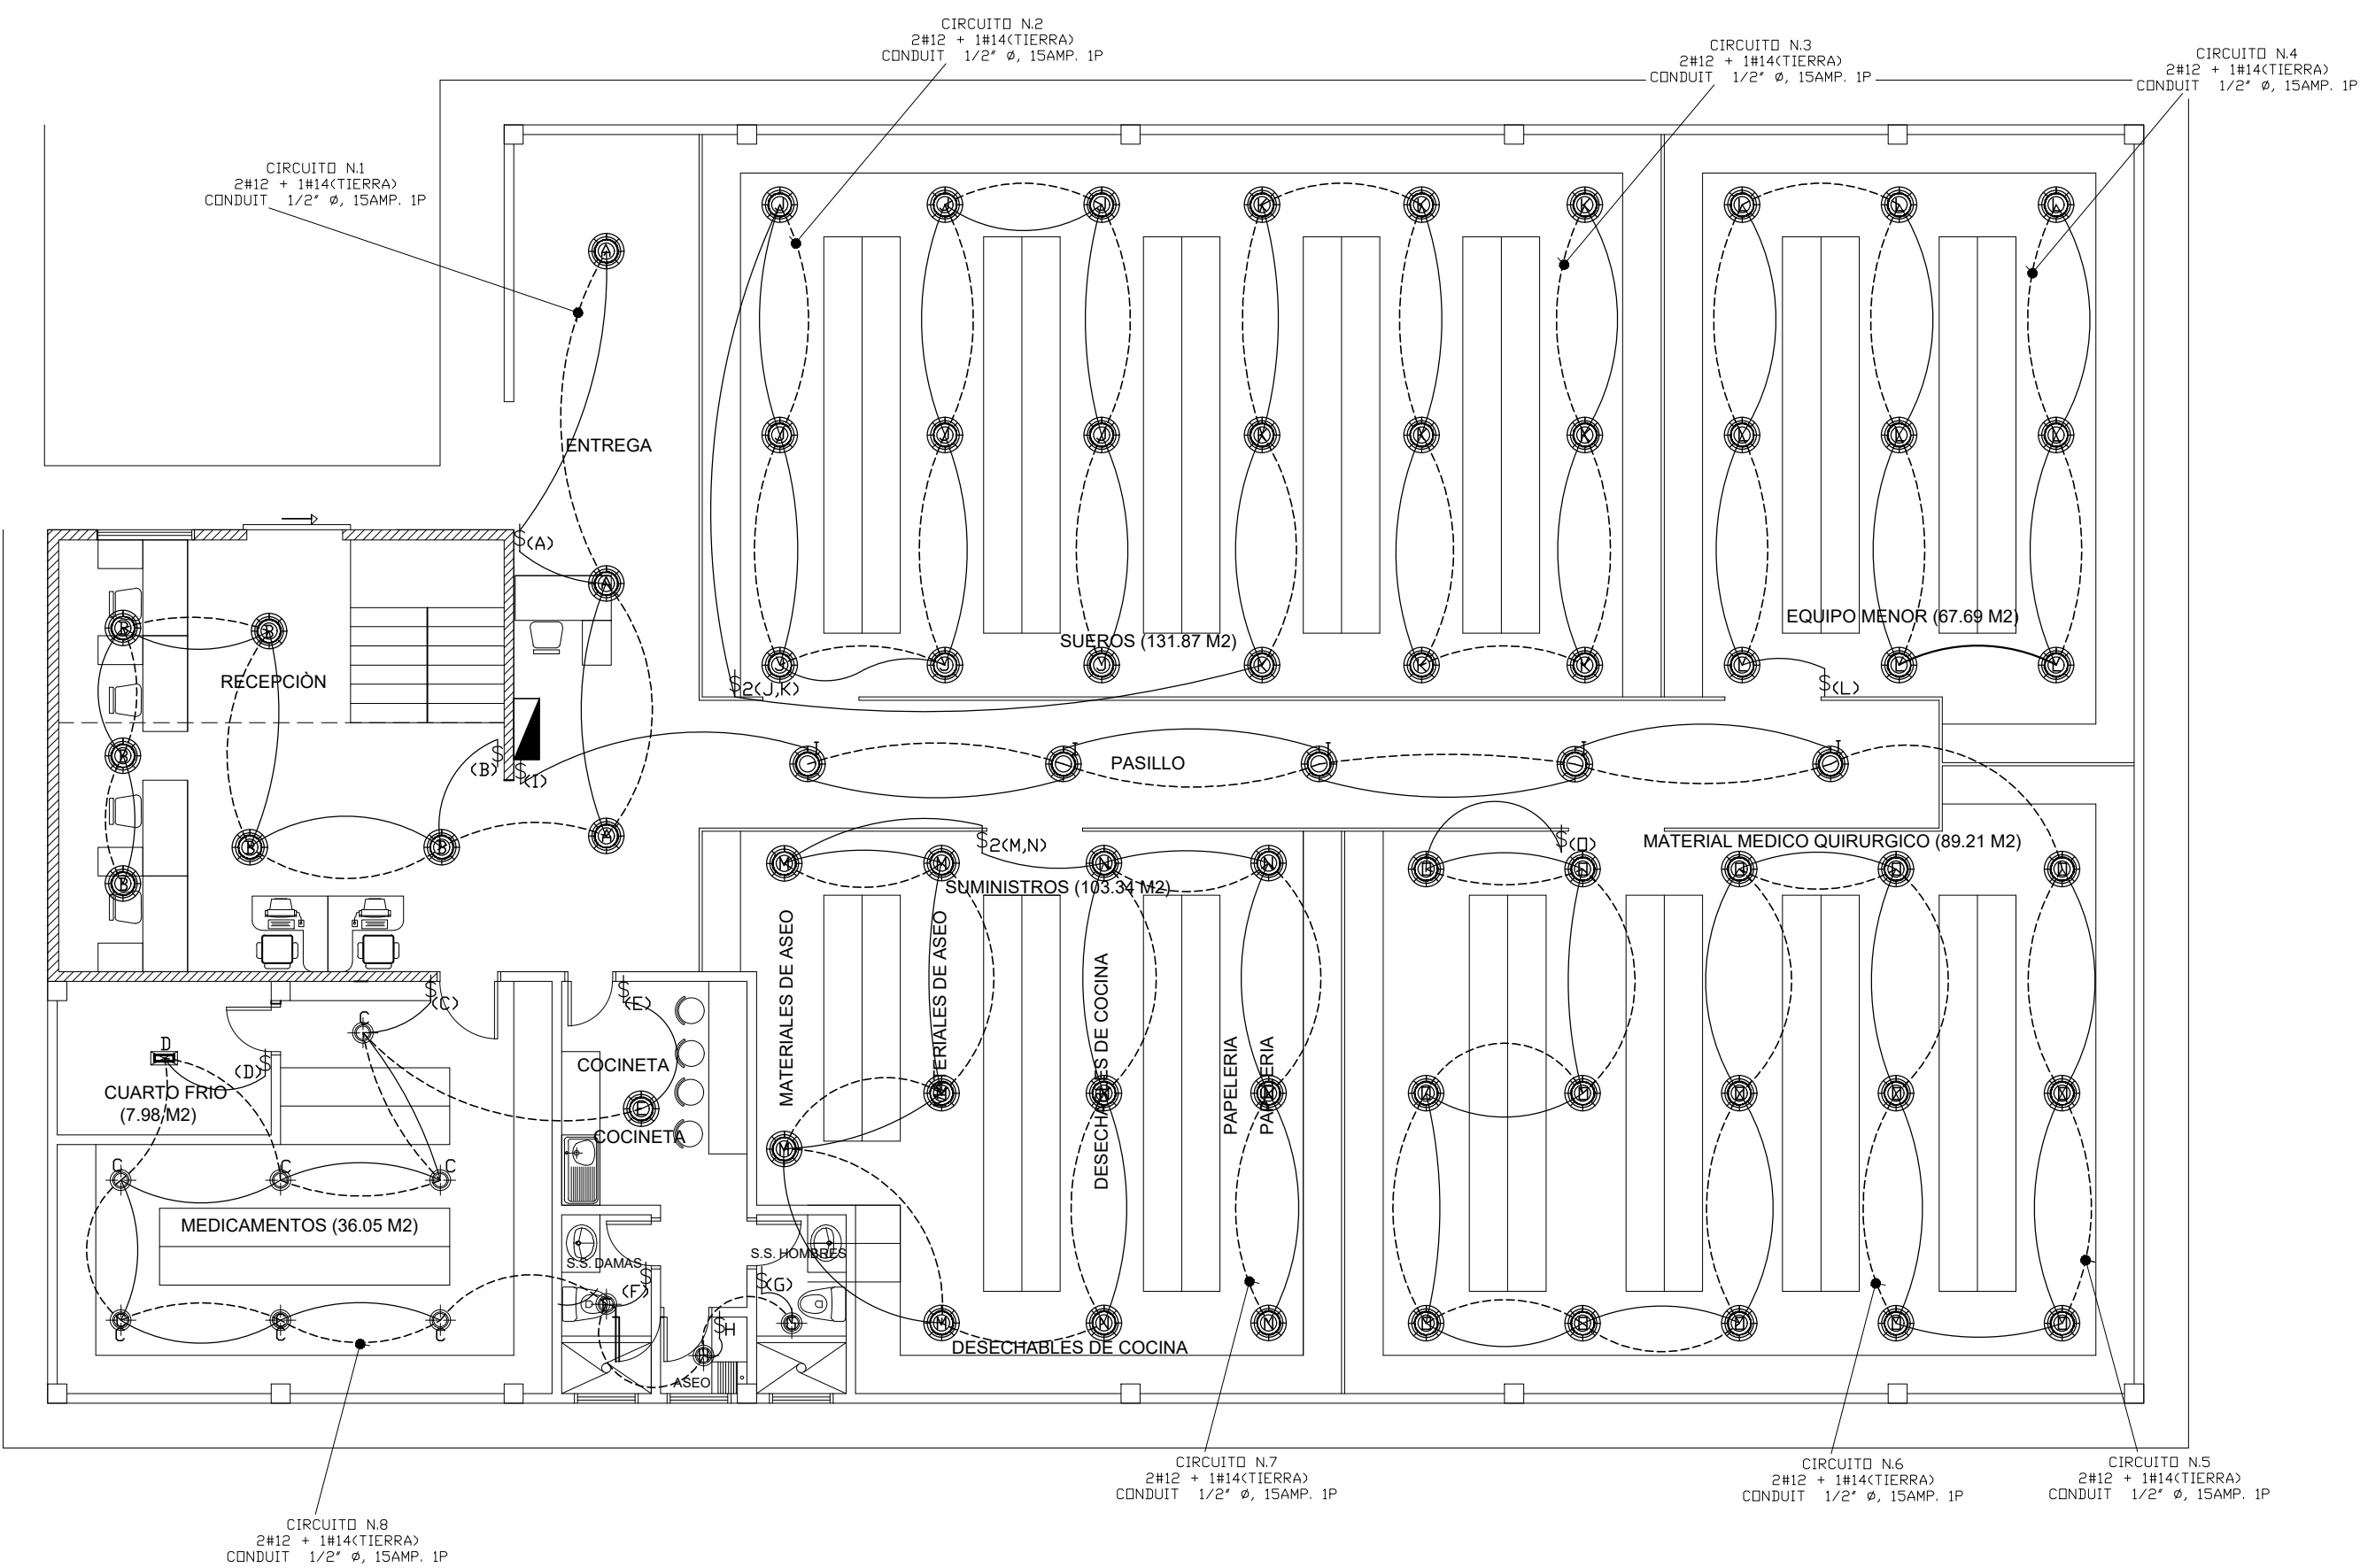 CIRCUITO N.2
2#12 + 1#14(TIERRA)
CONDUIT 1/2" Ø, 15AMP. 1P
CIRCUITO N.3
2#12 + 1#14(TIERRA)
CONDUIT 1/2" Ø, 15AMP. 1P
CIRCUITO N.4
2#12 + 1#14(TIERRA)
CONDUIT 1/2" Ø, 15AMP. 1P
CIRCUITO N.1
2#12 + 1#14(TIERRA)
CONDUIT 1/2" Ø, 15AMP. 1P
J J J K K K L L L
A
ENTREGA
J J J K K K L L L
$(A)
A
B B
EQUIPO MENOR (67.69 M2)
SUEROS (131.87 M2)
RECEPCIÒN
J J J K K K L L L
$2(J,K)
$(L)
B
$
(B)
$(I)
I I I I I
PASILLO
B B A
B
$2(M,N)
$(O)
MATERIAL MEDICO QUIRURGICO (89.21 M2)
M M N N
SUMINISTROS (103.34 M2)
MATERIALES DE ASEO
MATERIALES DE ASEO
DESECHABLES DE COCINA
PAPELERIA
PAPELERIA
$(C)
$(E)
C
D
(D)$
COCINETA
CUARTO FRIO
(7.98 M2)
E
COCINETA
M
C C C
MEDICAMENTOS (36.05 M2)
S.S. DAMAS
S.S. HOMBRES
$
(F)
$(G)
G
$H
C C C
DESECHABLES DE COCINA
ASEO
CIRCUITO N.7
2#12 + 1#14(TIERRA)
CONDUIT 1/2" Ø, 15AMP. 1P
CIRCUITO N.6
2#12 + 1#14(TIERRA)
CONDUIT 1/2" Ø, 15AMP. 1P
CIRCUITO N.5
2#12 + 1#14(TIERRA)
CONDUIT 1/2" Ø, 15AMP. 1P
CIRCUITO N.8
2#12 + 1#14(TIERRA)
CONDUIT 1/2" Ø, 15AMP. 1P